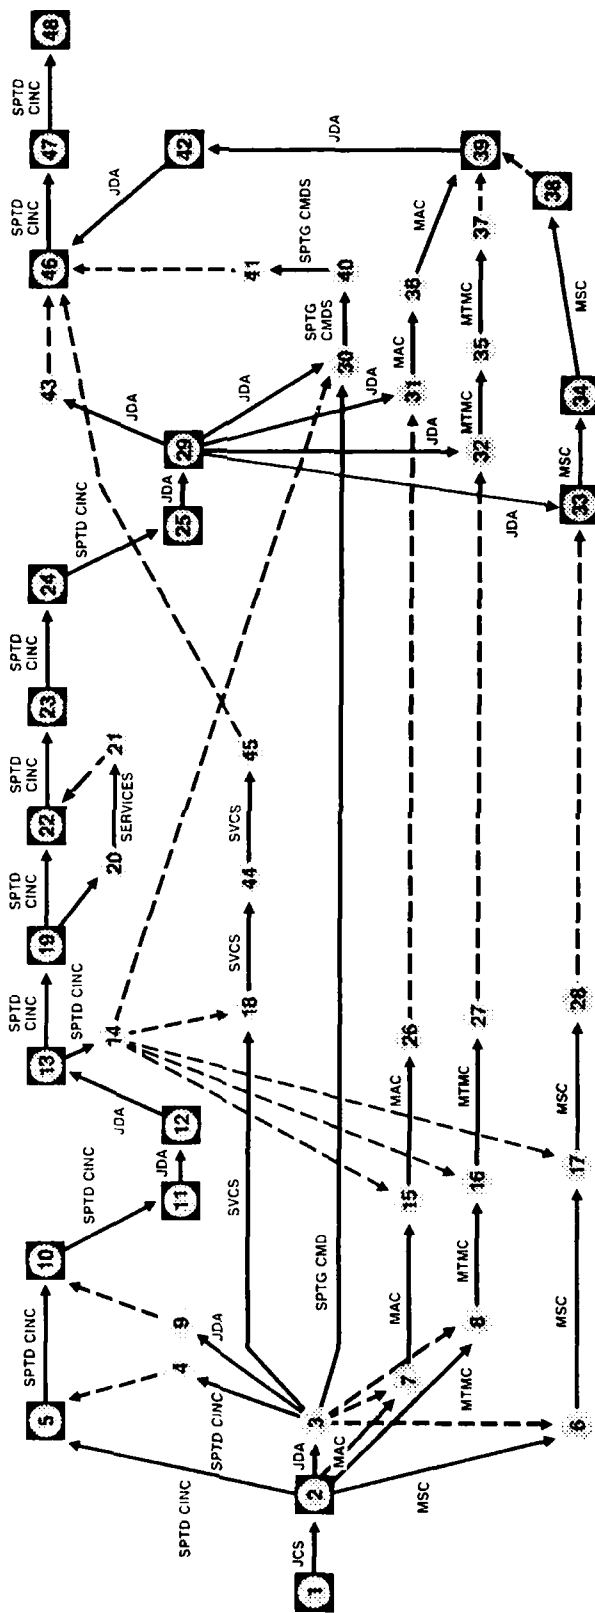 SPTD
CINC
SPTD
CINC
SPTD
CINC
SPTD
CINC
SPTD
CINC
SPTD
CINC
SPTD CINC
5
10
13
19
22
23
24
43
46
47
48
SPTD CINC
SPTD CINC
SPTD CINC
JDA
14
20
21
SERVICES
JDA
JDA
SPTD CINC
SPTD CINC
JDA
JDA
4
9
11
12
25
29
42
JDA
SVCS
SVCS
SVCS
18
44
45
41
JDA
SPTG CMDS
JCS
JDA
1
2
3
SPTG CMD
SPTG
CMDS
30
40
JDA
MAC
JDA
MAC
MAC
MAC
MAC
7
15
26
31
36
JDA
MTMC
MTMC
MTMC
MTMC
MTMC
8
16
27
32
35
37
39
MSC
JDA
MSC
MSC
MSC
MSC
6
17
28
33
34
38